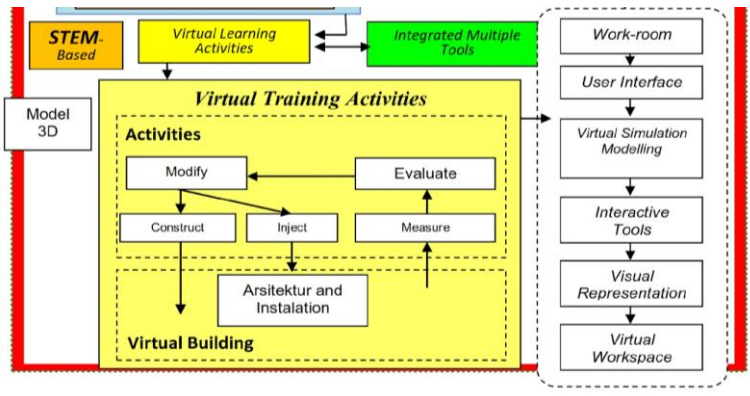 STEM-
Based
Virtual Learning
Activities
Integrated Multiple
Tools
Model
3D
Virtual Training Activities
Activities
Modify
Evaluate
Construct
Inject
Measure
Arsitektur and
Instalation
Virtual Building
Work-room
User Interface
Virtual Simulation
Modelling
Interactive
Tools
Visual
Representation
Virtual
Workspace